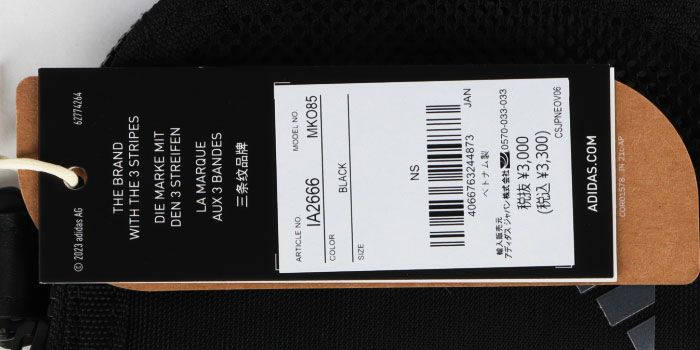 62774264
© 2023 adidas AG
THE BRAND
WITH THE 3 STRIPES
DIE MARKE MIT
DEN 3 STREIFEN
LA MARQUE
AUX 3 BANDES
三条纹品牌
ARTICLE NO.
IA2666
MODEL NO.
MKO85
COLOR
BLACK
SIZE
NS
JAN
4066763244873
ベトナム製
輸入販売元
アディダス ジャパン株式会社 0570-033-033
税抜 ¥3,000
(税込 ¥3,300)
CSJPNEOV06
ADIDAS.COM